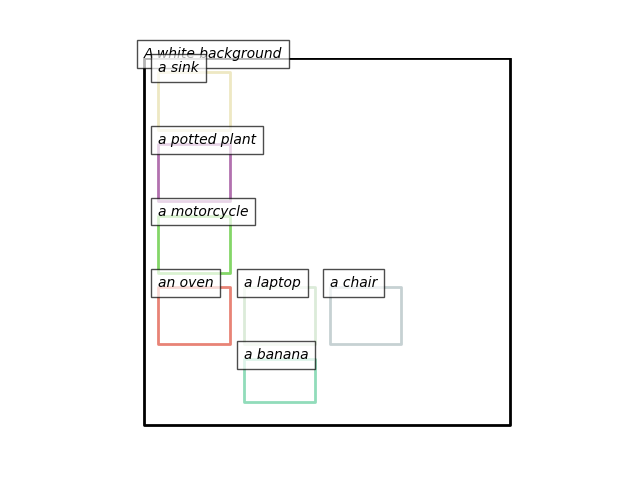 A white background
a sink
a potted plant
a motorcycle
an oven
a laptop
a chair
a banana